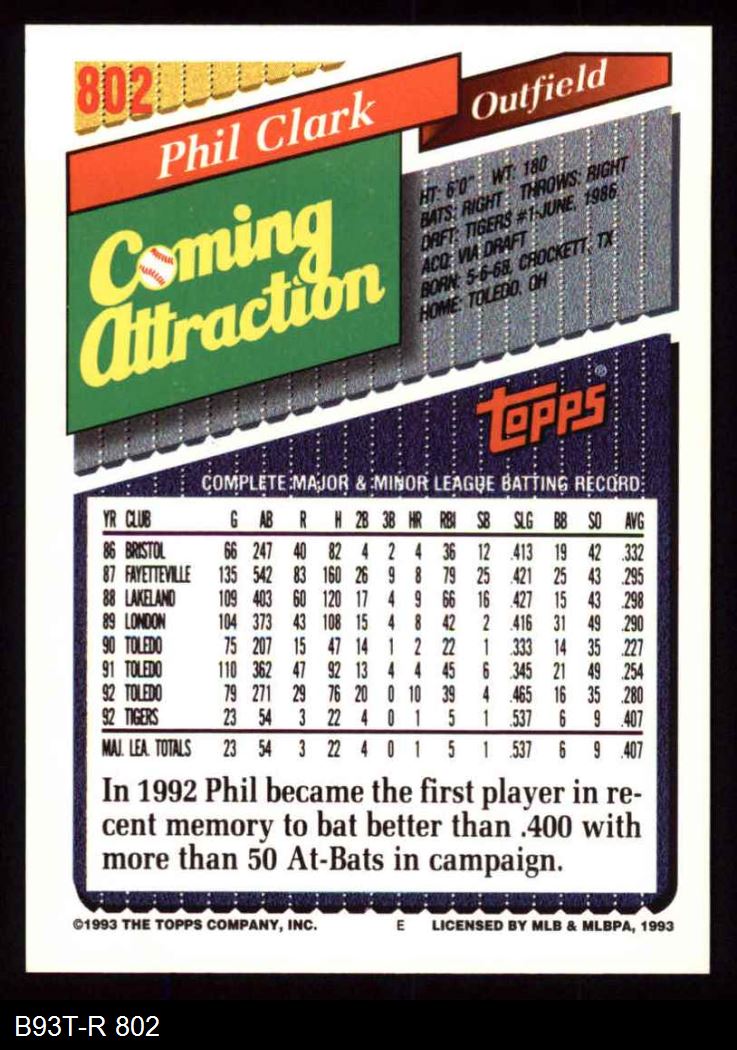 802
Phil Clark
Outfield
Coming
Attraction
HT: 6'0" WT: 180
BATS: RIGHT THROWS: RIGHT
DRFT: TIGERS #1-JUNE, 1986
ACQ: VIA DRAFT
BORN: 5-6-68, CROCKETT, TX
HOME: TOLEDO, OH
Topps®
COMPLETE MAJOR & MINOR LEAGUE BATTING RECORD
YR CLUB G AB R H 2B 3B HR RBI SB SLG BB SO AVG
86 BRISTOL 66 247 40 82 4 2 4 36 12 .413 19 42 .332
87 FAYETTEVILLE 135 542 83 160 26 9 8 79 25 .421 25 43 .295
88 LAKELAND 109 403 60 120 17 4 9 66 16 .427 15 43 .298
89 LONDON 104 373 43 108 15 4 8 42 2 .416 31 49 .290
90 TOLEDO 75 207 15 47 14 1 2 22 1 .333 14 35 .227
91 TOLEDO 110 362 47 92 13 4 4 45 6 .345 21 49 .254
92 TOLEDO 79 271 29 76 20 0 10 39 4 .465 16 35 .280
92 TIGERS 23 54 3 22 4 0 1 5 1 .537 6 9 .407
MAJ. LEA. TOTALS 23 54 3 22 4 0 1 5 1 .537 6 9 .407
In 1992 Phil became the first player in re-
cent memory to bat better than .400 with
more than 50 At-Bats in campaign.
©1993 THE TOPPS COMPANY, INC. E LICENSED BY MLB & MLBPA, 1993
B93T-R 802